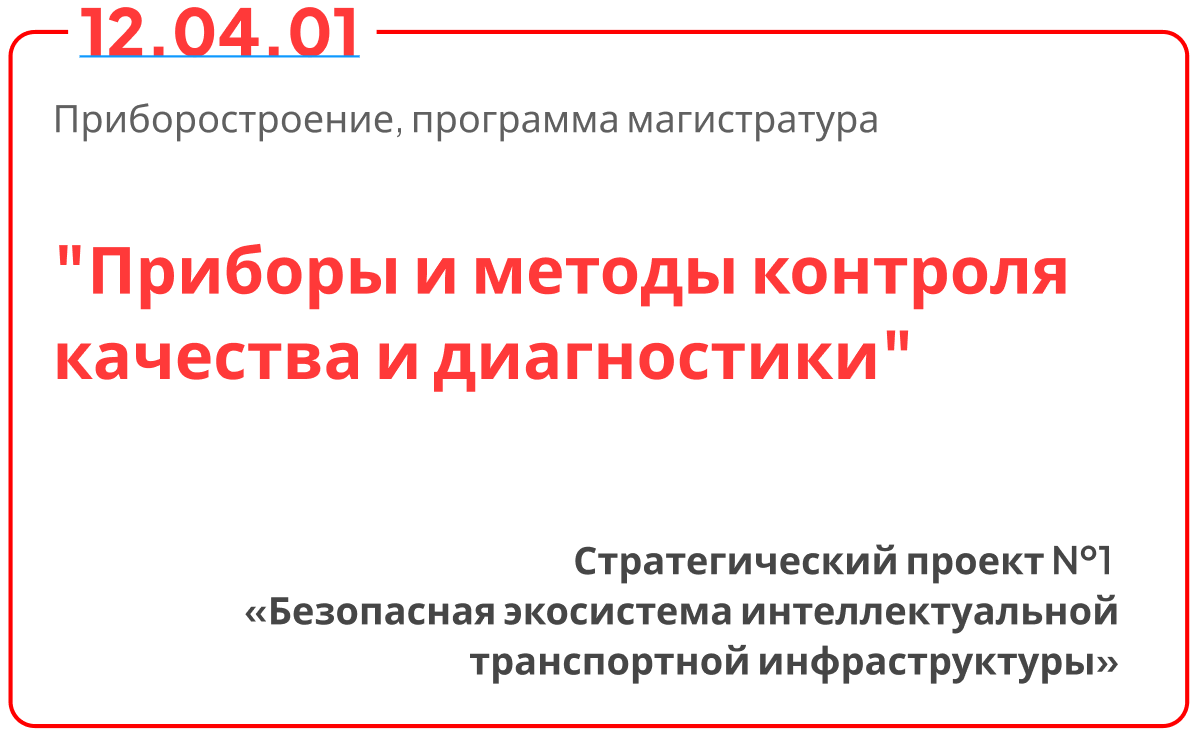 12.04.01
Приборостроение, программа магистратура
"Приборы и методы контроля
качества и диагностики"
Стратегический проект №1
«Безопасная экосистема интеллектуальной
транспортной инфраструктуры»